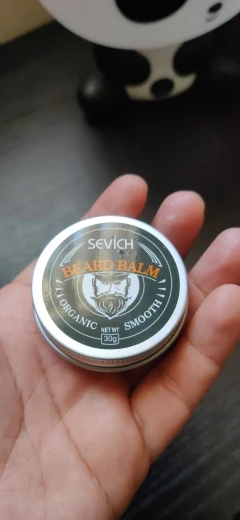 SEVICH
BEARD BALM
ORGANIC
SMOOTH
NET WT
30g